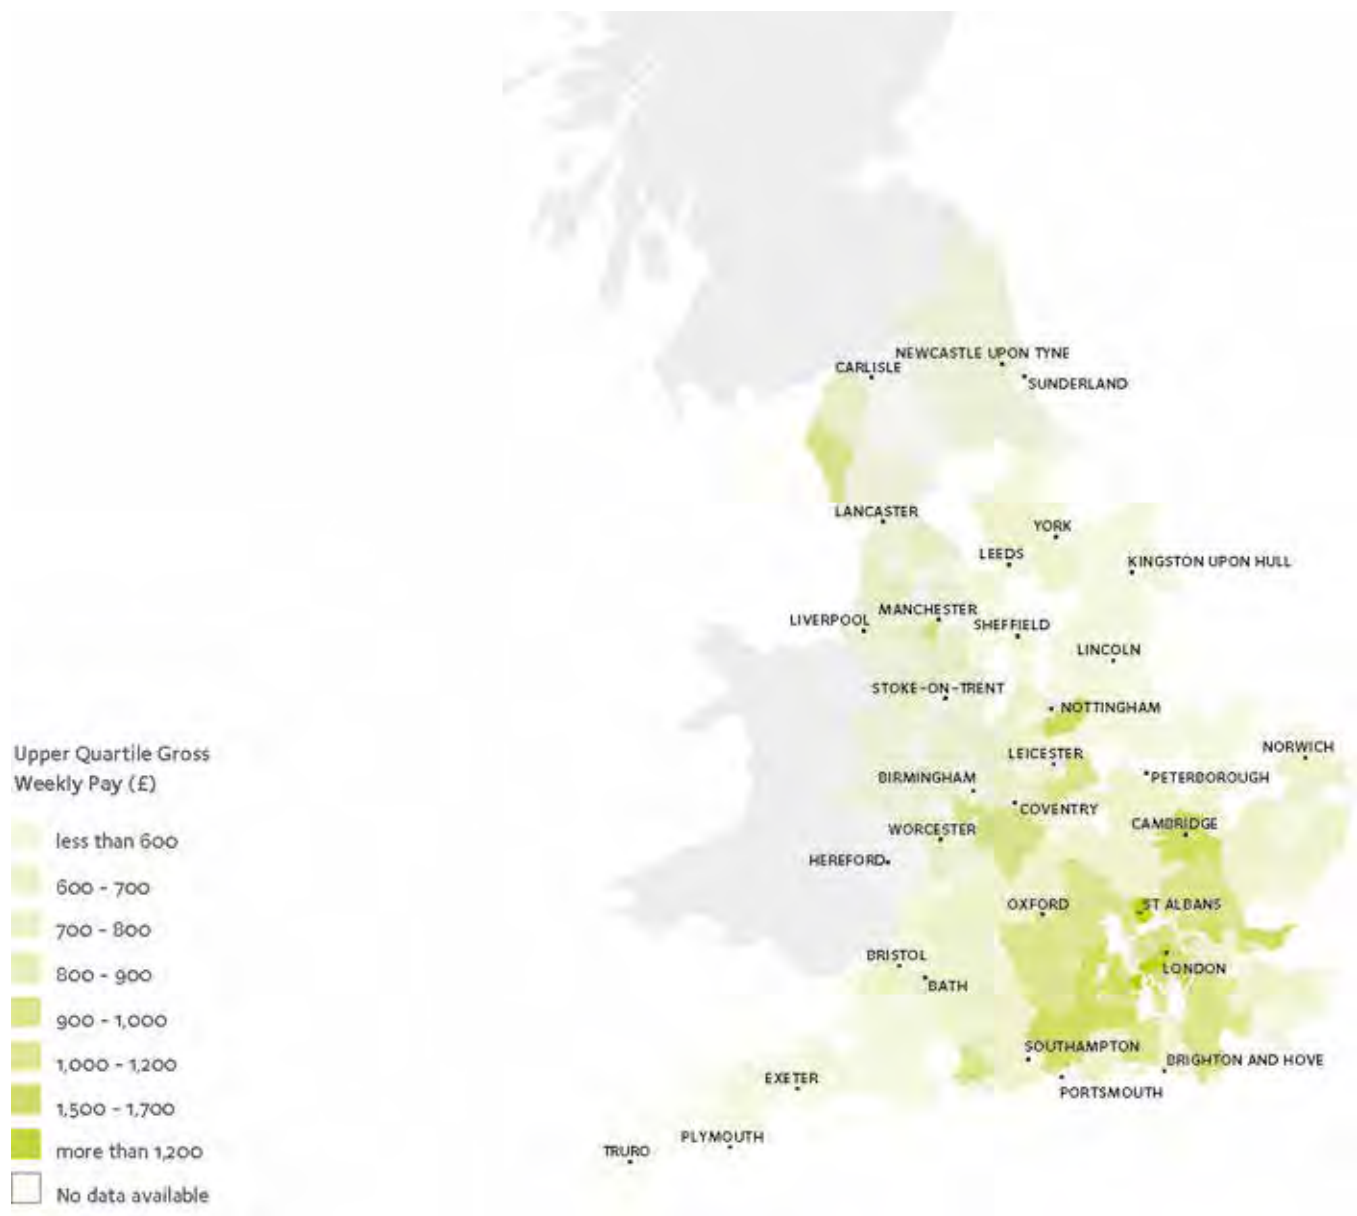 NEWCASTLE UPON TYNE
CARLISLE
SUNDERLAND
LANCASTER
YORK
LEEDS
KINGSTON UPON HULL
MANCHESTER
LIVERPOOL
SHEFFIELD
LINCOLN
STOKE-ON-TRENT
NOTTINGHAM
NORWICH
LEICESTER
BIRMINGHAM
PETERBOROUGH
COVENTRY
CAMBRIDGE
WORCESTER
HEREFORD
OXFORD
ST ALBANS
BRISTOL
LONDON
BATH
SOUTHAMPTON
BRIGHTON AND HOVE
EXETER
PORTSMOUTH
PLYMOUTH
TRURO
Upper Quartile Gross
Weekly Pay (£)
less than 600
600 - 700
700 - 800
800 - 900
900 - 1,000
1,000 - 1,200
1,500 - 1,700
more than 1,200
No data available